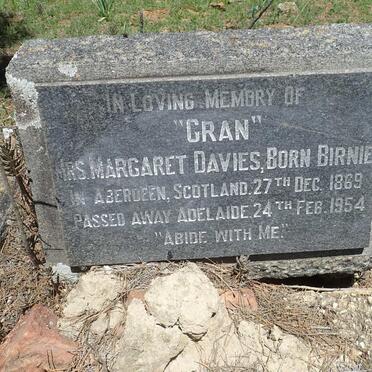 IN LOVING MEMORY OF
"GRAN"
MRS. MARGARET DAVIES, BORN BIRNIE
IN ABERDEEN, SCOTLAND. 27TH DEC. 1869
PASSED AWAY ADELAIDE. 24TH FEB. 1954
"ABIDE WITH ME."